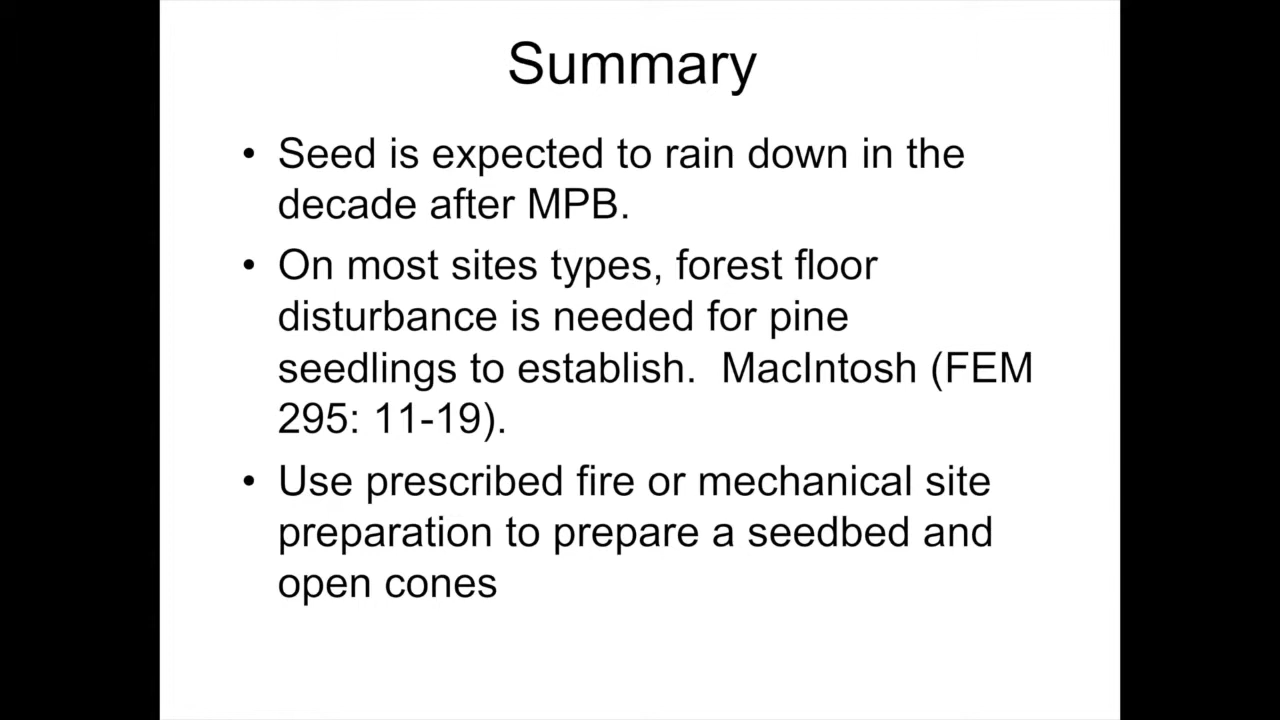 Summary
• Seed is expected to rain down in the
decade after MPB.
• On most sites types, forest floor
disturbance is needed for pine
seedlings to establish.  MacIntosh (FEM
295: 11-19).
• Use prescribed fire or mechanical site
preparation to prepare a seedbed and
open cones